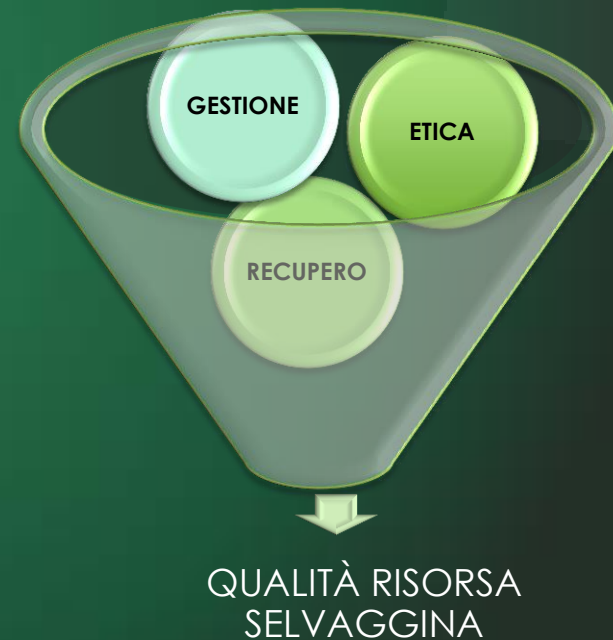 GESTIONE
ETICA
RECUPERO
QUALITÀ RISORSA
SELVAGGINA